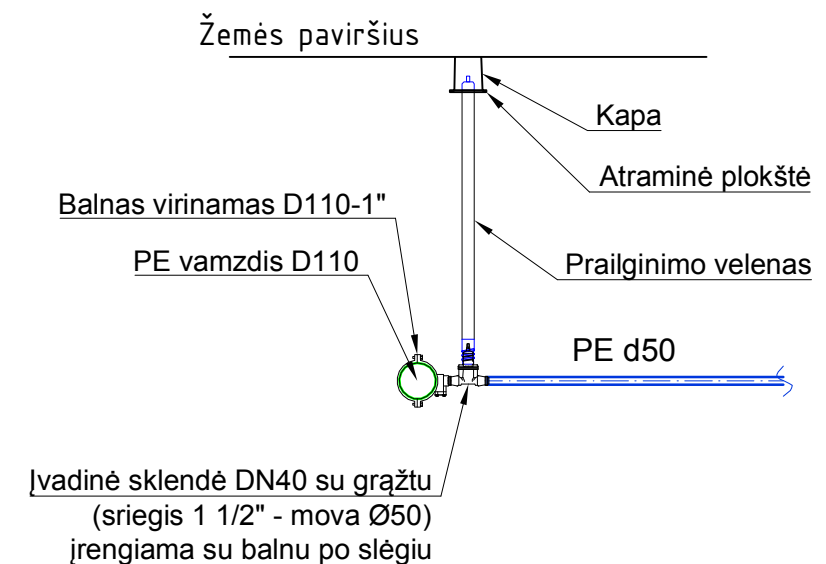 Žemės paviršius
Kapa
Atraminė plokštė
Balnas virinamas D110-1"
PE vamzdis D110
Prailginimo velenas
PE d50
Įvadinė sklendė DN40 su grąžtu
(sriegis 1 1/2" - mova Ø50)
įrengiama su balnu po slėgiu